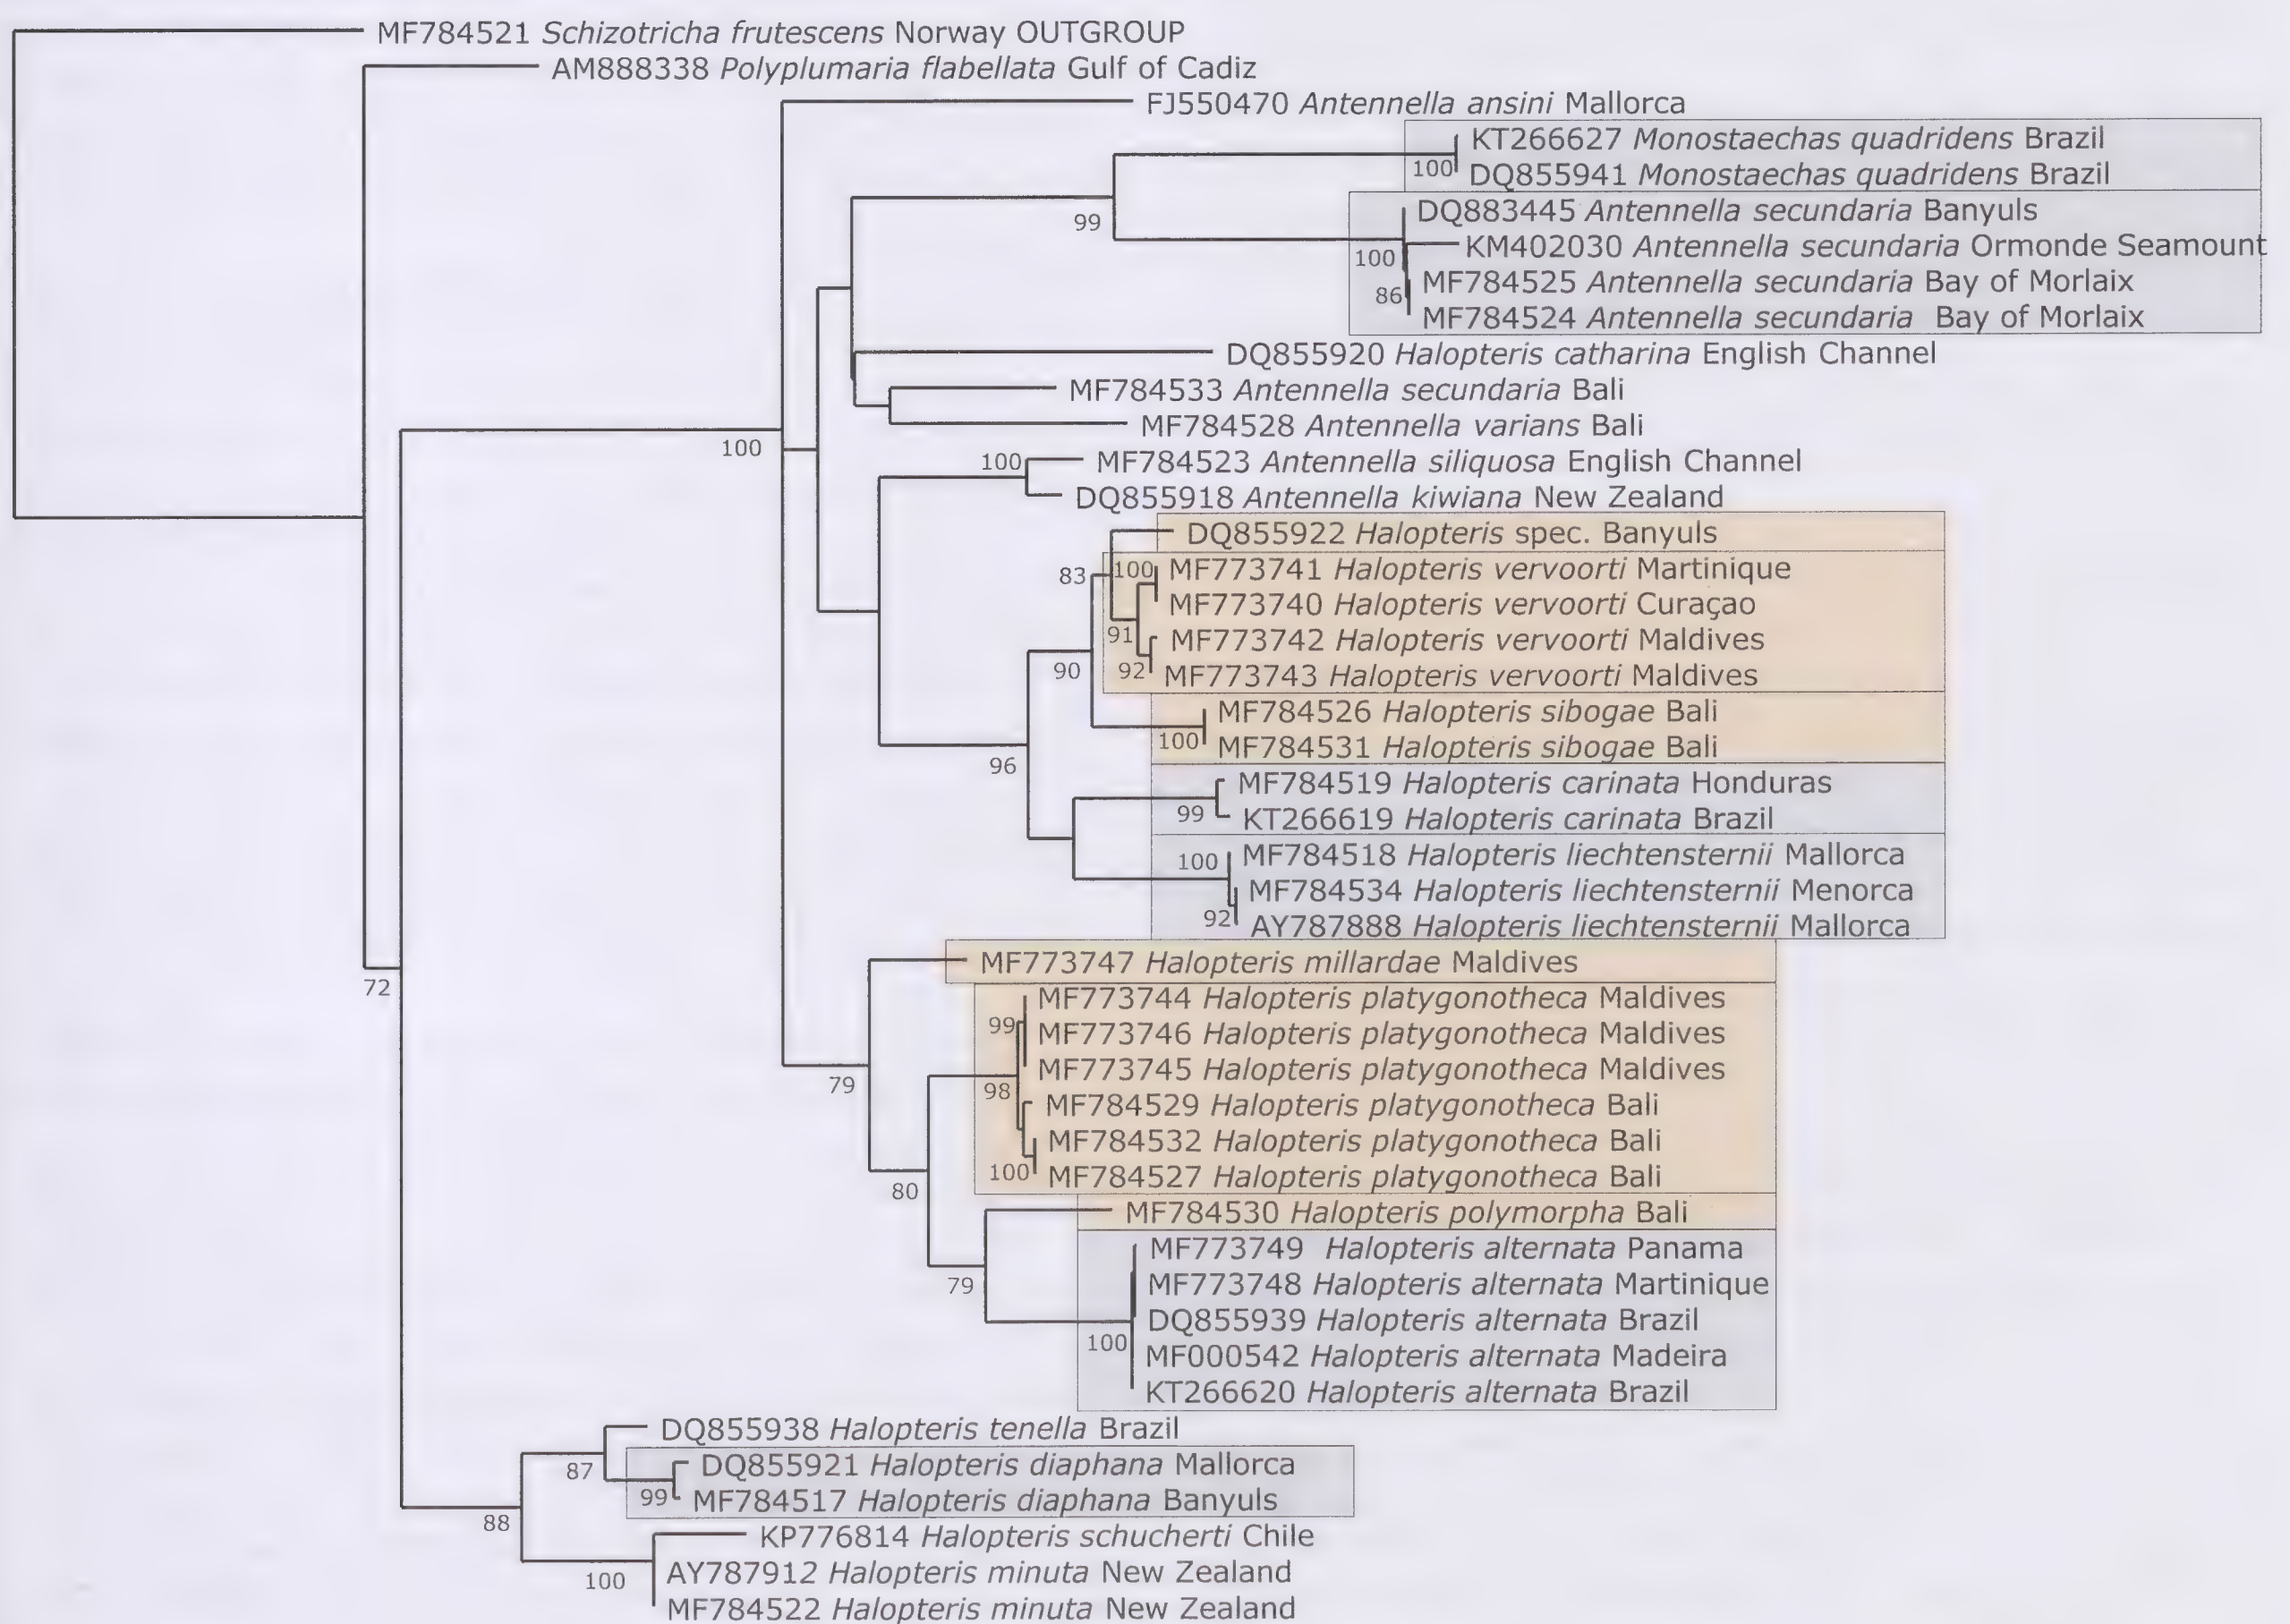 MF784521 Schizotricha frutescens Norway OUTGROUP
AM888338 Polyplumaria flabellata Gulf of Cadiz
FJ550470 Antennella ansini Mallorca
KT266627 Monostaechas quadridens Brazil
100
DQ855941 Monostaechas quadridens Brazil
DQ883445 Antennella secundaria Banyuls
99
KM402030 Antennella secundaria Ormonde Seamount
100
MF784525 Antennella secundaria Bay of Morlaix
86
MF784524 Antennella secundaria Bay of Morlaix
DQ855920 Halopteris catharina English Channel
MF784533 Antennella secundaria Bali
MF784528 Antennella varians Bali
100
100
MF784523 Antennella siliquosa English Channel
DQ855918 Antennella kiwiana New Zealand
DQ855922 Halopteris spec. Banyuls
83
100
MF773741 Halopteris vervoorti Martinique
MF773740 Halopteris vervoorti Curaçao
91
MF773742 Halopteris vervoorti Maldives
90
92
MF773743 Halopteris vervoorti Maldives
MF784526 Halopteris sibogae Bali
100
MF784531 Halopteris sibogae Bali
96
MF784519 Halopteris carinata Honduras
99
KT266619 Halopteris carinata Brazil
100
MF784518 Halopteris liechtensternii Mallorca
MF784534 Halopteris liechtensternii Menorca
92
AY787888 Halopteris liechtensternii Mallorca
MF773747 Halopteris millardae Maldives
72
MF773744 Halopteris platygonotheca Maldives
99
MF773746 Halopteris platygonotheca Maldives
MF773745 Halopteris platygonotheca Maldives
79
98
MF784529 Halopteris platygonotheca Bali
MF784532 Halopteris platygonotheca Bali
100
MF784527 Halopteris platygonotheca Bali
80
MF784530 Halopteris polymorpha Bali
MF773749 Halopteris alternata Panama
79
MF773748 Halopteris alternata Martinique
DQ855939 Halopteris alternata Brazil
100
MF000542 Halopteris alternata Madeira
KT266620 Halopteris alternata Brazil
DQ855938 Halopteris tenella Brazil
87
DQ855921 Halopteris diaphana Mallorca
99
MF784517 Halopteris diaphana Banyuls
88
KP776814 Halopteris schucherti Chile
100
AY787912 Halopteris minuta New Zealand
MF784522 Halopteris minuta New Zealand